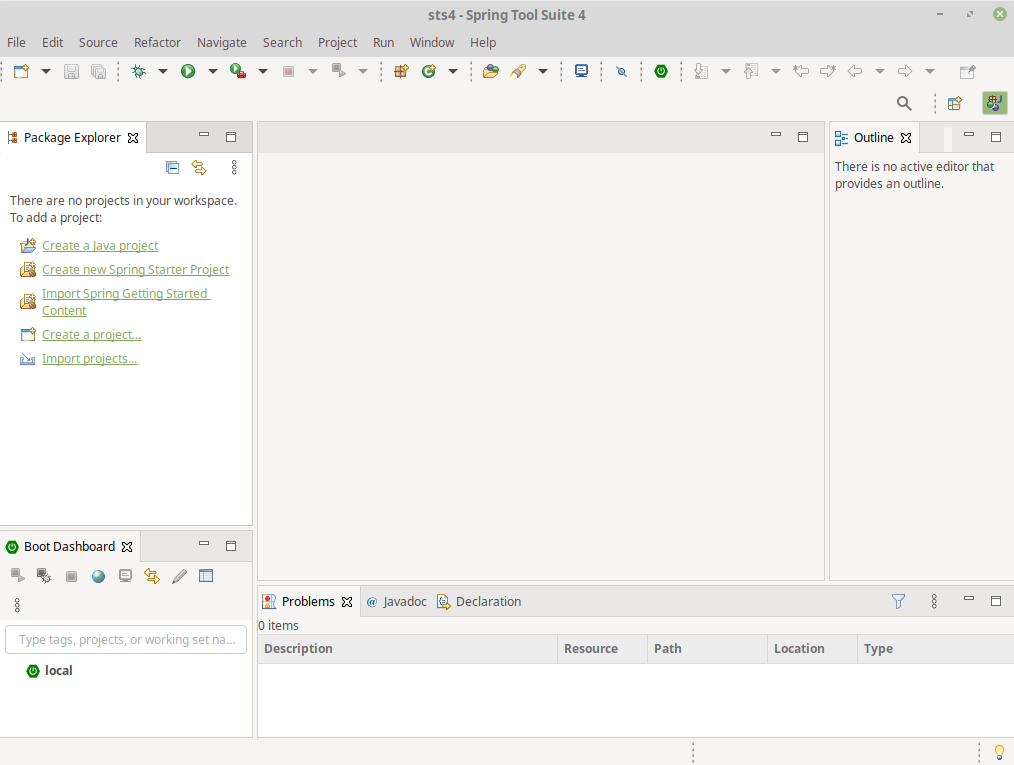 sts4 - Spring Tool Suite 4
File Edit Source Refactor Navigate Search Project Run Window Help
Package Explorer
There are no projects in your workspace.
To add a project:
Create a Java project
Create new Spring Starter Project
Import Spring Getting Started
Content
Create a project...
Import projects...
Outline
There is no active editor that
provides an outline.
Boot Dashboard
Type tags, projects, or working set na...
local
Problems @ Javadoc Declaration
0 items
Description Resource Path Location Type